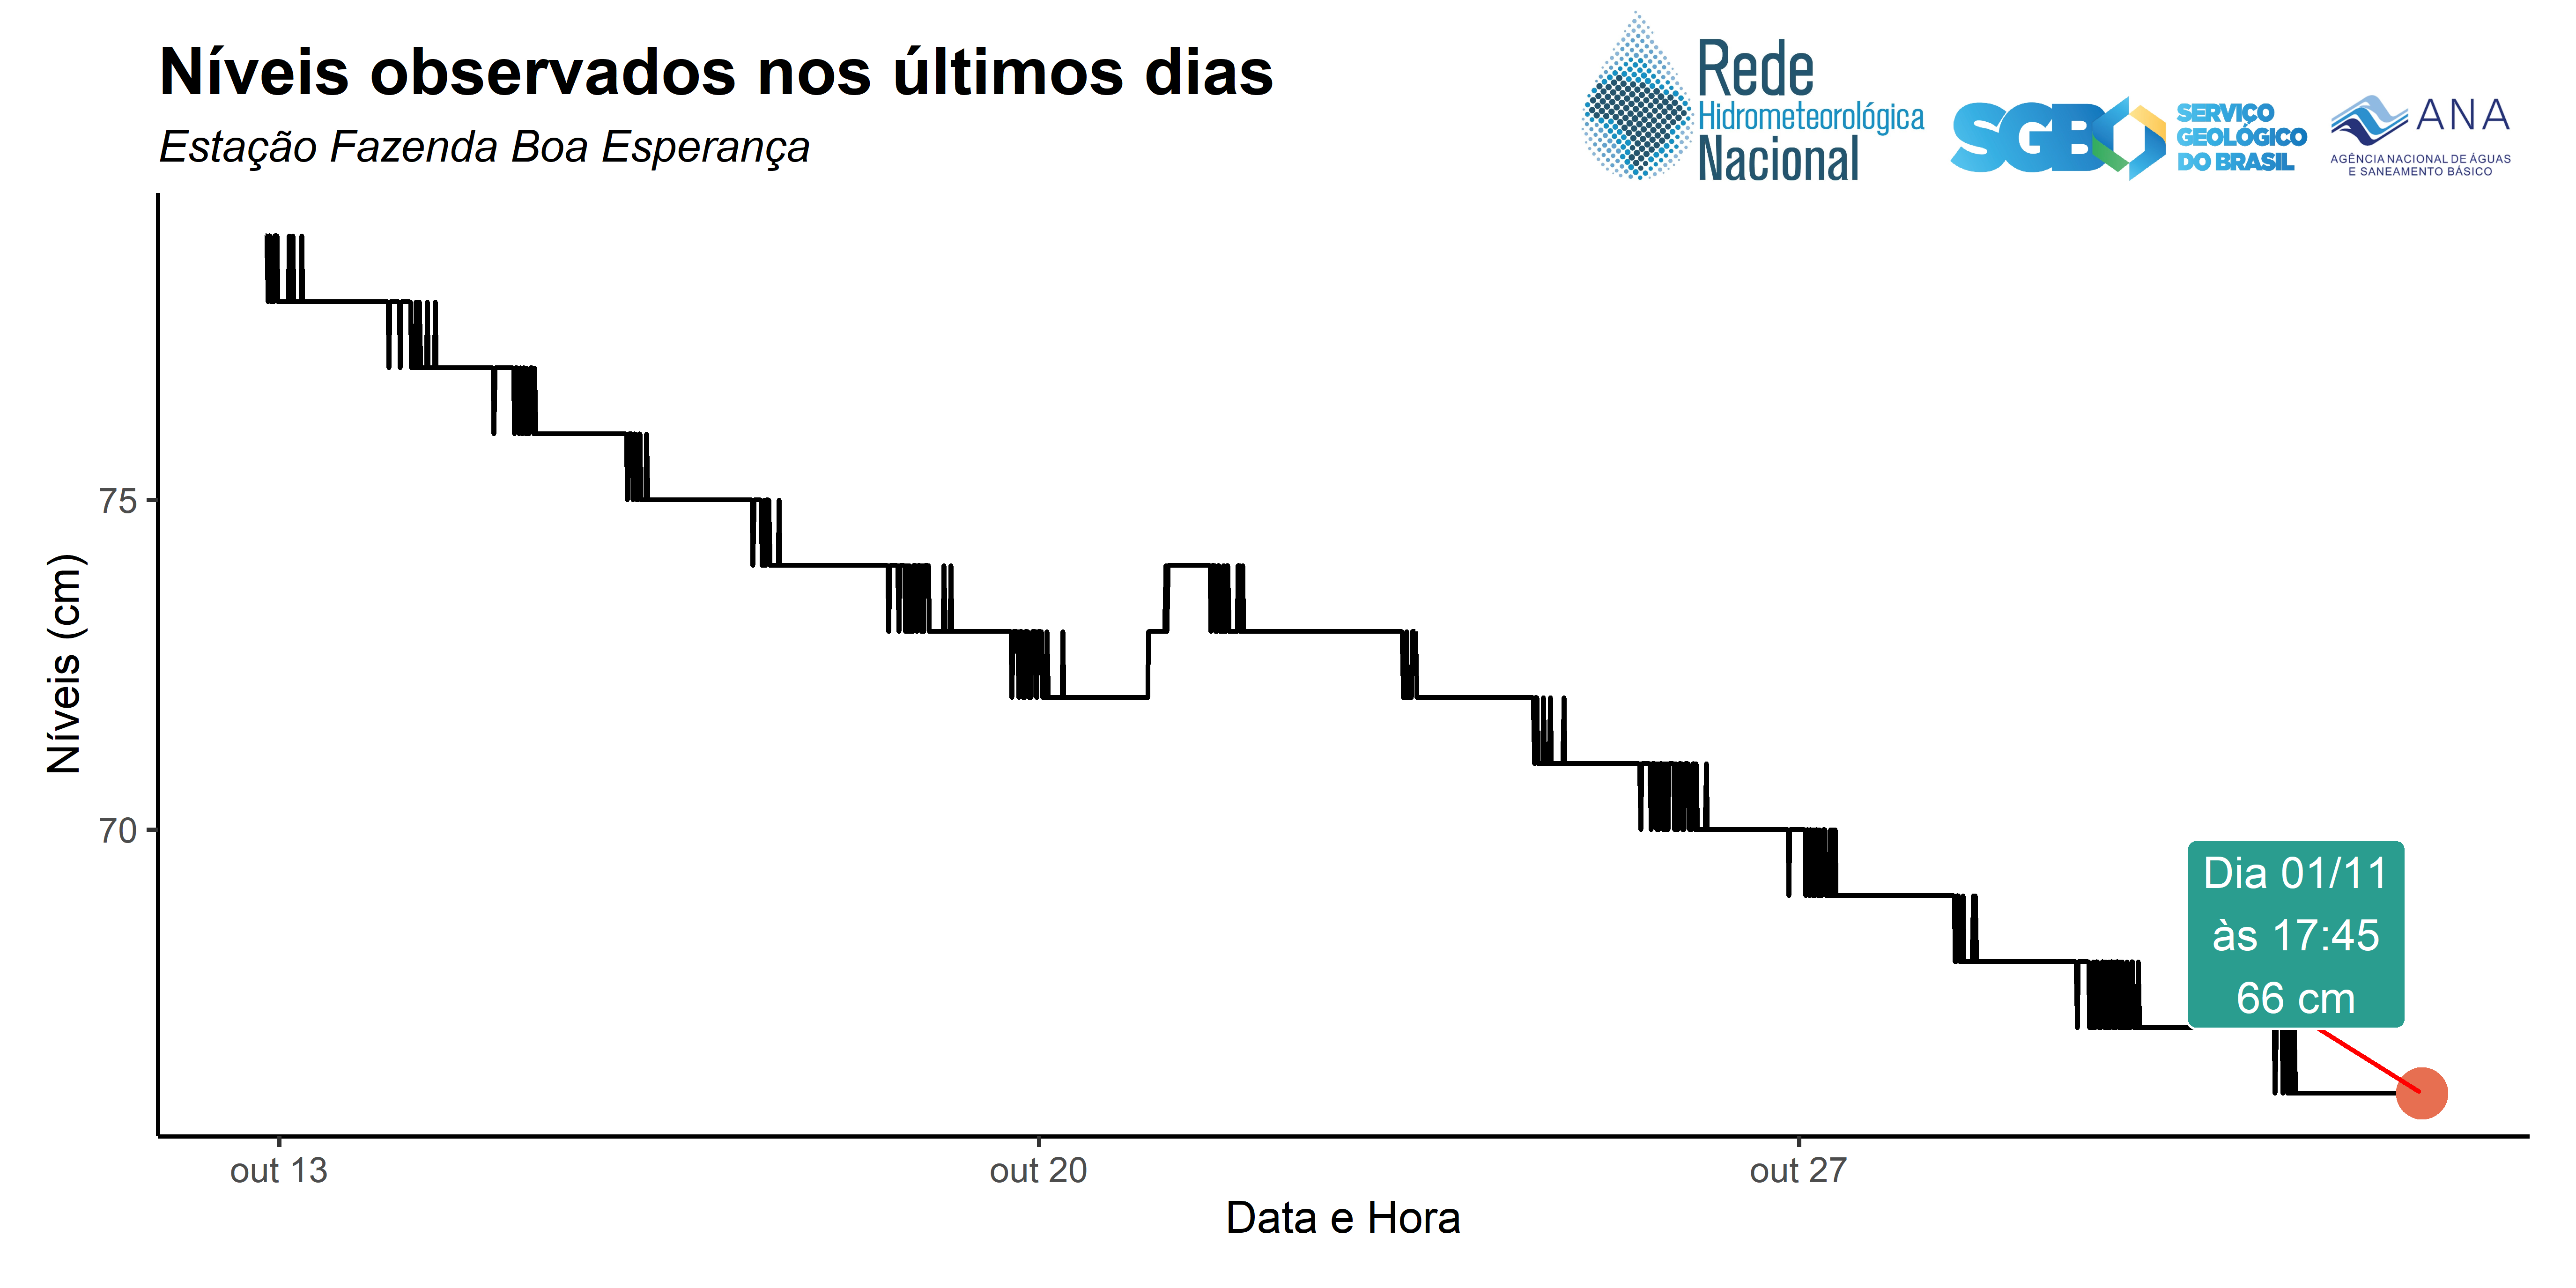 Níveis observados nos últimos dias
Estação Fazenda Boa Esperança
Rede
Hidrometeorológica
Nacional
SGB
SERVIÇO
GEOLÓGICO
DO BRASIL
ANA
AGÊNCIA NACIONAL DE ÁGUAS
E SANEAMENTO BÁSICO
Níveis (cm)
75
70
Dia 01/11
às 17:45
66 cm
out 13
out 20
out 27
Data e Hora